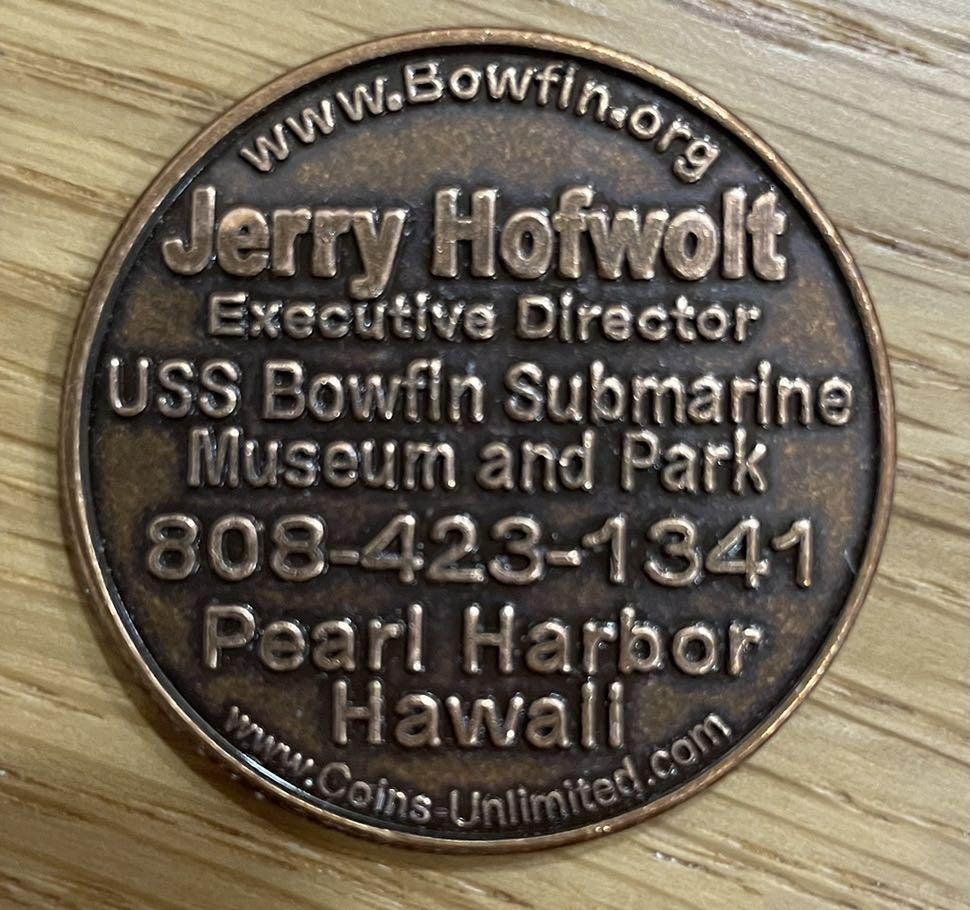 www.Bowfin.org
Jerry Hofwolt
Executive Director
USS Bowfin Submarine
Museum and Park
808-423-1341
Pearl Harbor
Hawaii
www.Coins-Unlimited.com